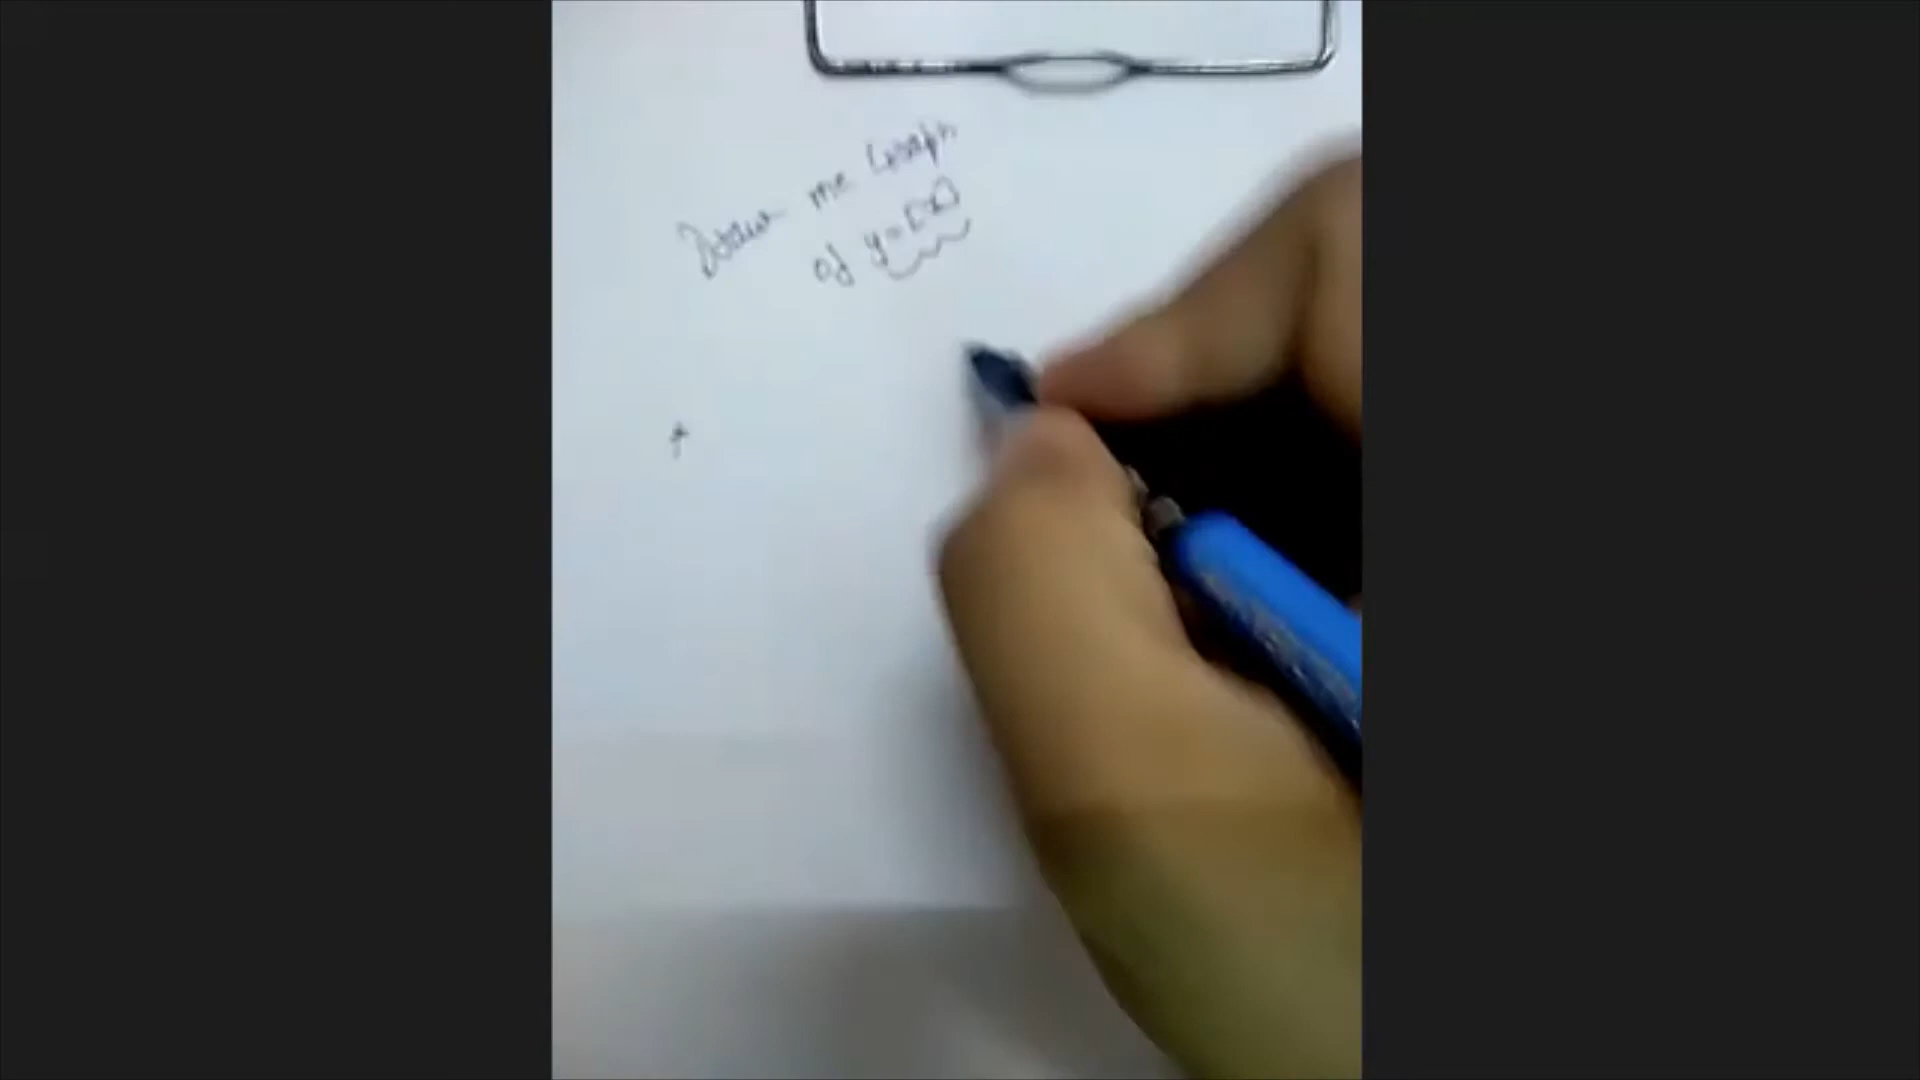 Draw the Graph
of y=[x]